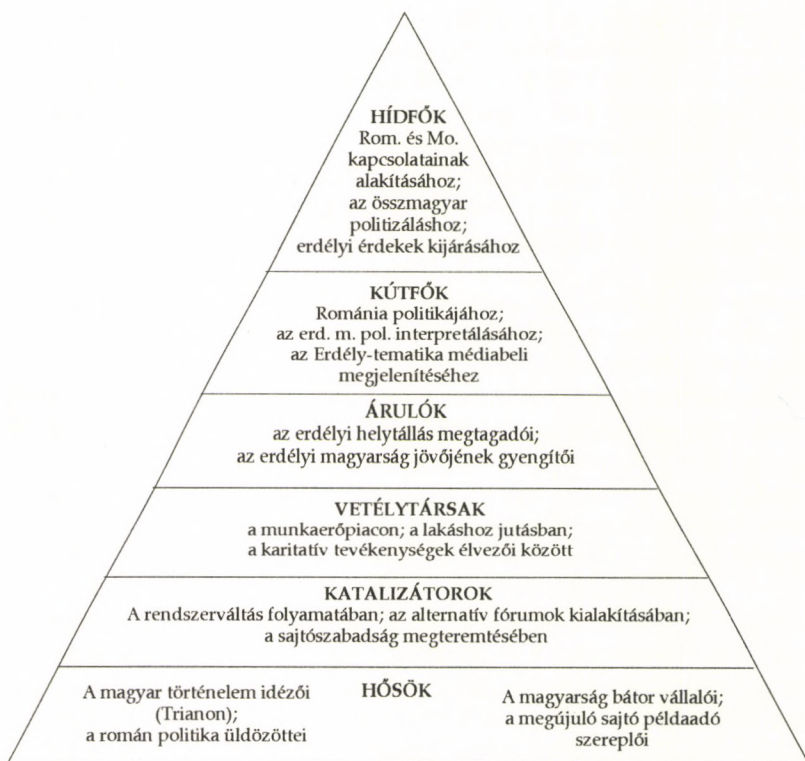 HÍDFŐK
Rom. és Mo.
kapcsolatainak
alakításához;
az összmagyar
politizáláshoz;
erdélyi érdekek kijárásához
KÚTFŐK
Románia politikájához;
az erd. m. pol. interpretálásához;
az Erdély-tematika médiabeli
megjelenítéséhez
ÁRULÓK
az erdélyi helytállás megtagadói;
az erdélyi magyarság jövőjének gyengítői
VETÉLYTÁRSAK
a munkaerőpiacon; a lakáshoz jutásban;
a karitatív tevékenységek élvezői között
KATALIZÁTOROK
A rendszerváltás folyamatában; az alternatív fórumok kialakításában;
a sajtószabadság megteremtésében
HŐSÖK
A magyar történelem idézői
(Trianon);
a román politika üldözöttei
A magyarság bátor vállalói;
a megújuló sajtó példaadó
szereplői